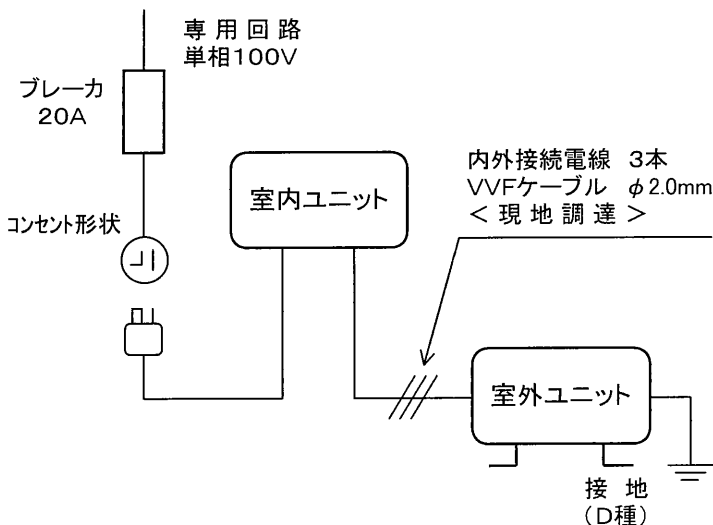 専用回路
単相100V
ブレーカ
20A
コンセント形状
室内ユニット
内外接続電線 3本
VVFケーブル φ2.0mm
<現地調達>
室外ユニット
接地
(D種)